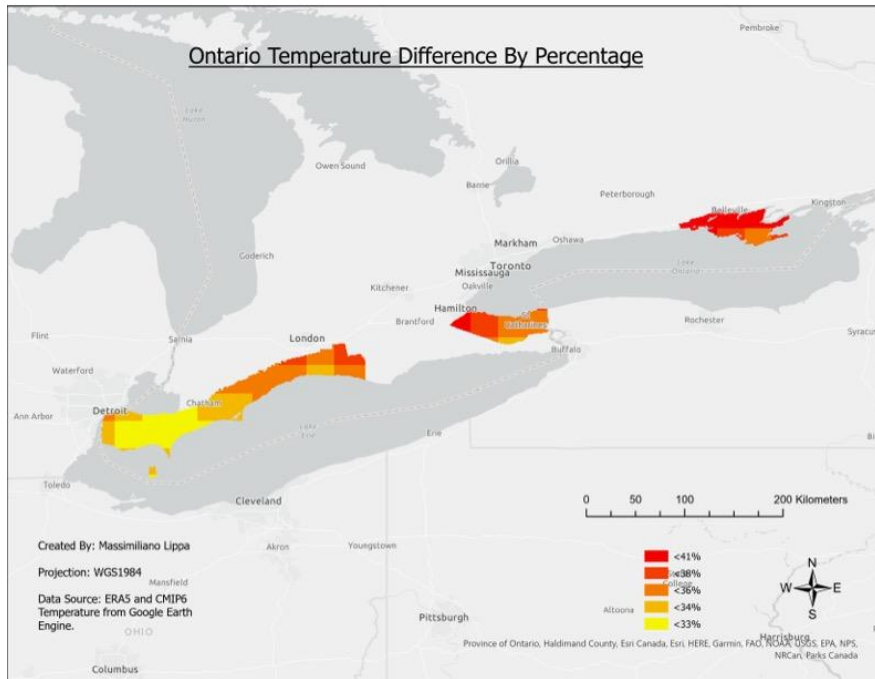 Ontario Temperature Difference By Percentage
Pembroke
Lake
Huron
Owen Sound
Orillia
Barrie
Peterborough
Belleville
Kingston
Goderich
Markham
Oshawa
Toronto
Mississauga
Oakville
Lake
Ontario
Kitchener
Hamilton
Brantford
Catharines
Rochester
Syracus
Flint
Sarnia
London
Buffalo
Waterford
Chatham
Ann Arbor
Detroit
Lake
Erie
Erie
Toledo
Cleveland
0 50 100 200 Kilometers
Akron
Youngstown
Created By: Massimiliano Lippa
Projection: WGS1984
Mansfield
Data Source: ERA5 and CMIP6
Temperature from Google Earth
Engine.
OHIO
Columbus
Pittsburgh
Altoona
<41%
<38%
State
College
<36%
<34%
<33%
N
W E
S
Harrisburg
Province of Ontario, Haldimand County, Esri Canada, Esri, HERE, Garmin, FAO, NOAA, USGS, EPA, NPS,
NRCan, Parks Canada